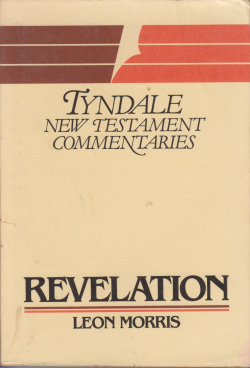 TYNDALE
NEW TESTAMENT
COMMENTARIES
REVELATION
LEON MORRIS